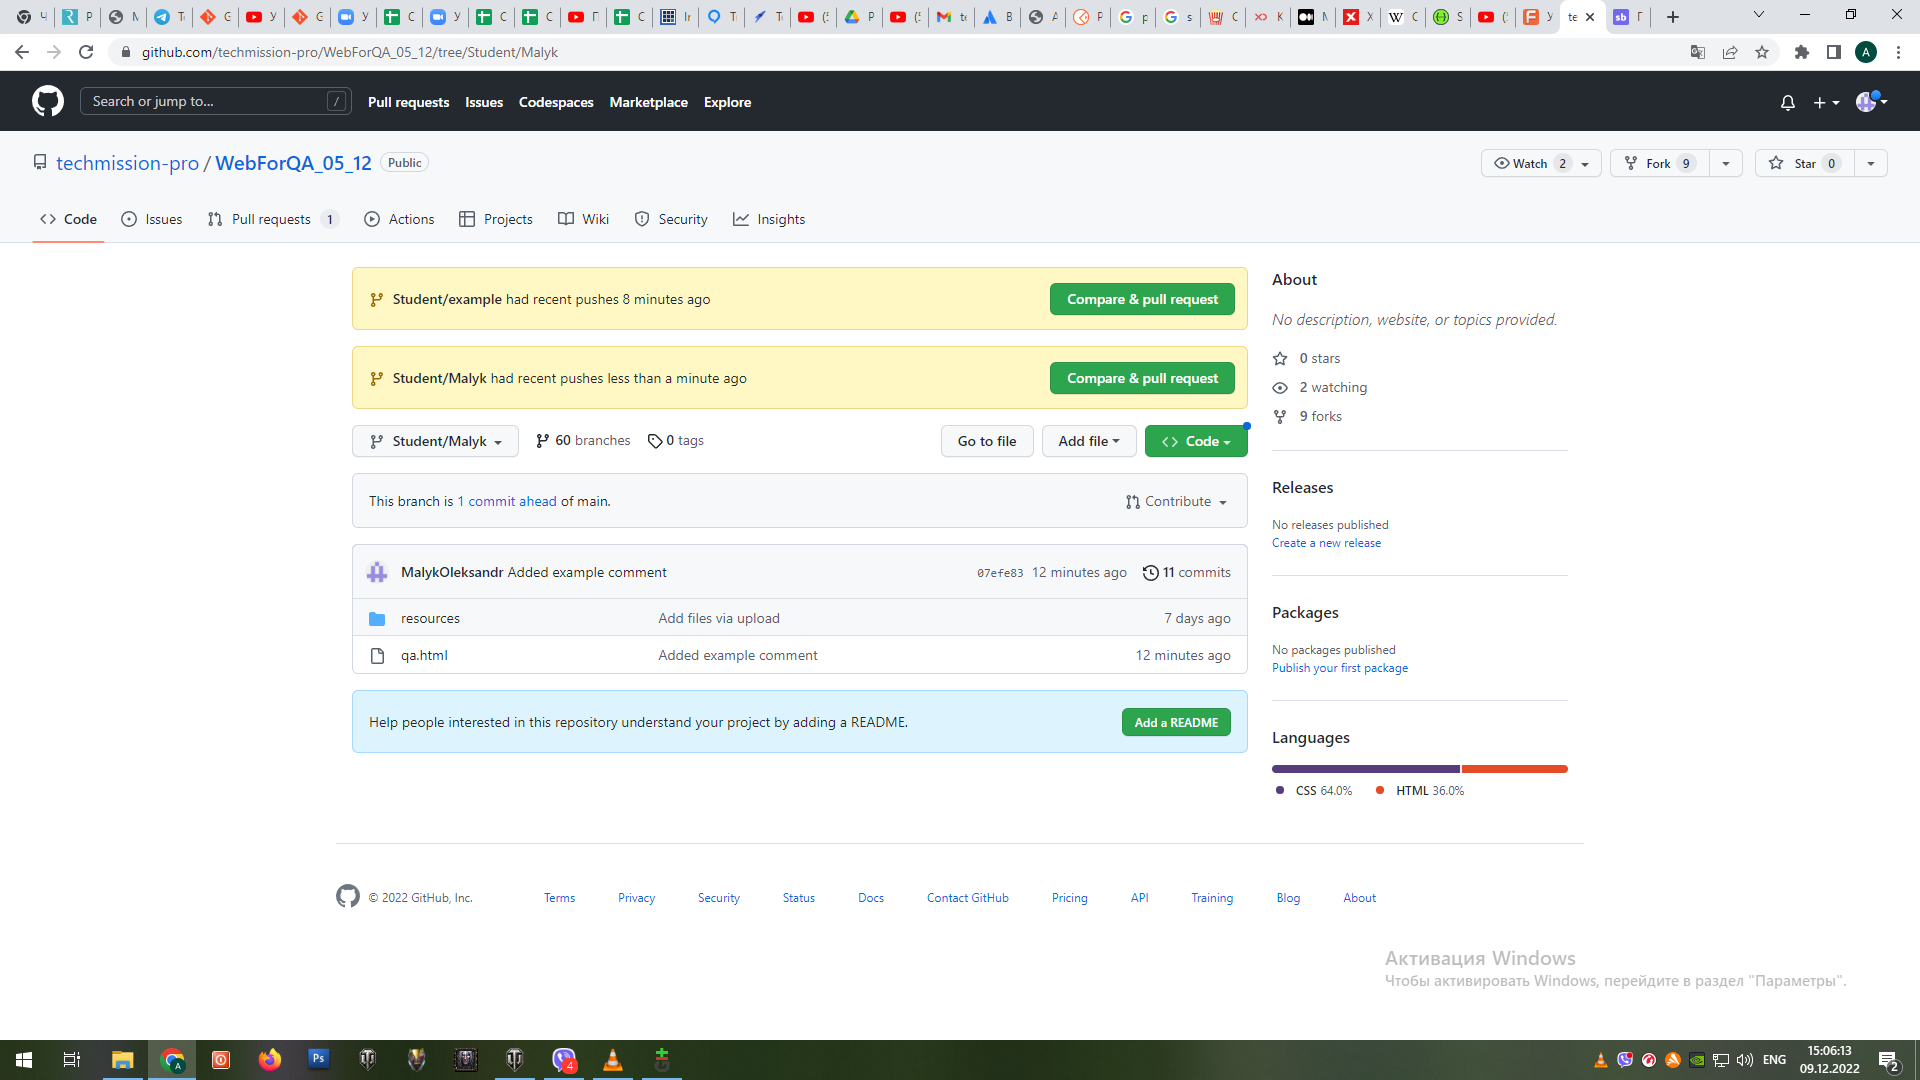 github.com/techmission-pro/WebForQA_05_12/tree/Student/Malyk
A
Search or jump to... /
Pull requests Issues Codespaces Marketplace Explore
techmission-pro / WebForQA_05_12 Public
Watch 2 Fork 9 Star 0
Code Issues Pull requests 1 Actions Projects Wiki Security Insights
Student/example had recent pushes 8 minutes ago
Compare & pull request
Student/Malyk had recent pushes less than a minute ago
Compare & pull request
Student/Malyk 60 branches 0 tags
Go to file Add file Code
This branch is 1 commit ahead of main.
Contribute
MalykOleksandr Added example comment 07efe83 12 minutes ago 11 commits
resources Add files via upload 7 days ago
qa.html Added example comment 12 minutes ago
Help people interested in this repository understand your project by adding a README.
Add a README
About
No description, website, or topics provided.
0 stars
2 watching
9 forks
Releases
No releases published
Create a new release
Packages
No packages published
Publish your first package
Languages
CSS 64.0% HTML 36.0%
© 2022 GitHub, Inc. Terms Privacy Security Status Docs Contact GitHub Pricing API Training Blog About
Активация Windows
Чтобы активировать Windows, перейдите в раздел "Параметры".
A
Ps
4
ENG
15:06:13
09.12.2022
2